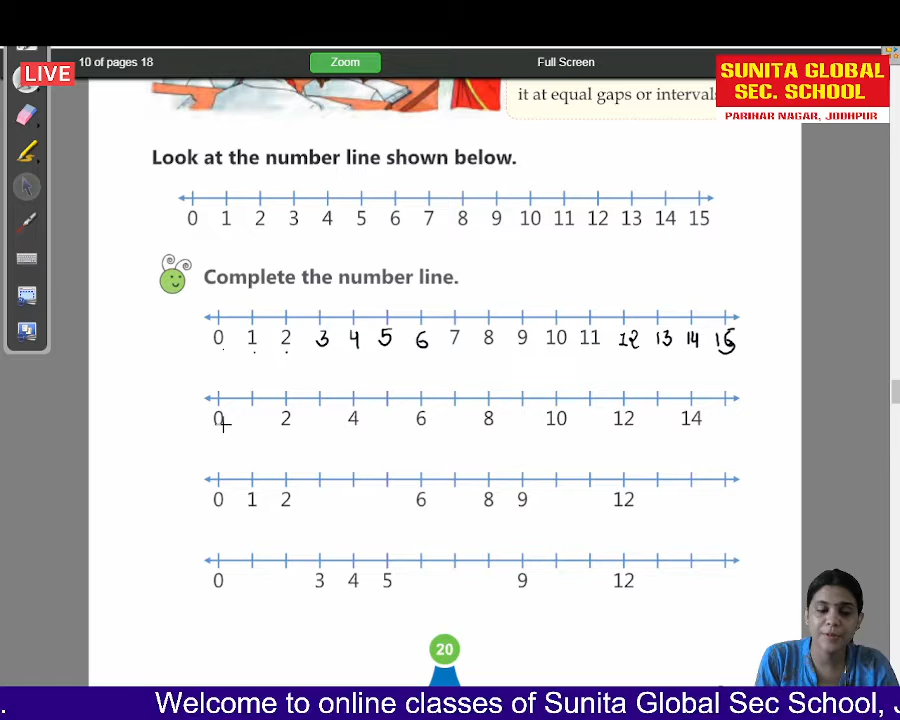 10 of pages 18
Zoom
Full Screen
LIVE
SUNITA GLOBAL
SEC. SCHOOL
PARIHAR NAGAR, JODHPUR
it at equal gaps or intervals
Look at the number line shown below.
0 1 2 3 4 5 6 7 8 9 10 11 12 13 14 15
Complete the number line.
0 1 2 3 4 5 6 7 8 9 10 11 12 13 14 15
0 2 4 6 8 10 12 14
0 1 2 6 8 9 12
0 3 4 5 9 12
20
. Welcome to online classes of Sunita Global Sec School, J